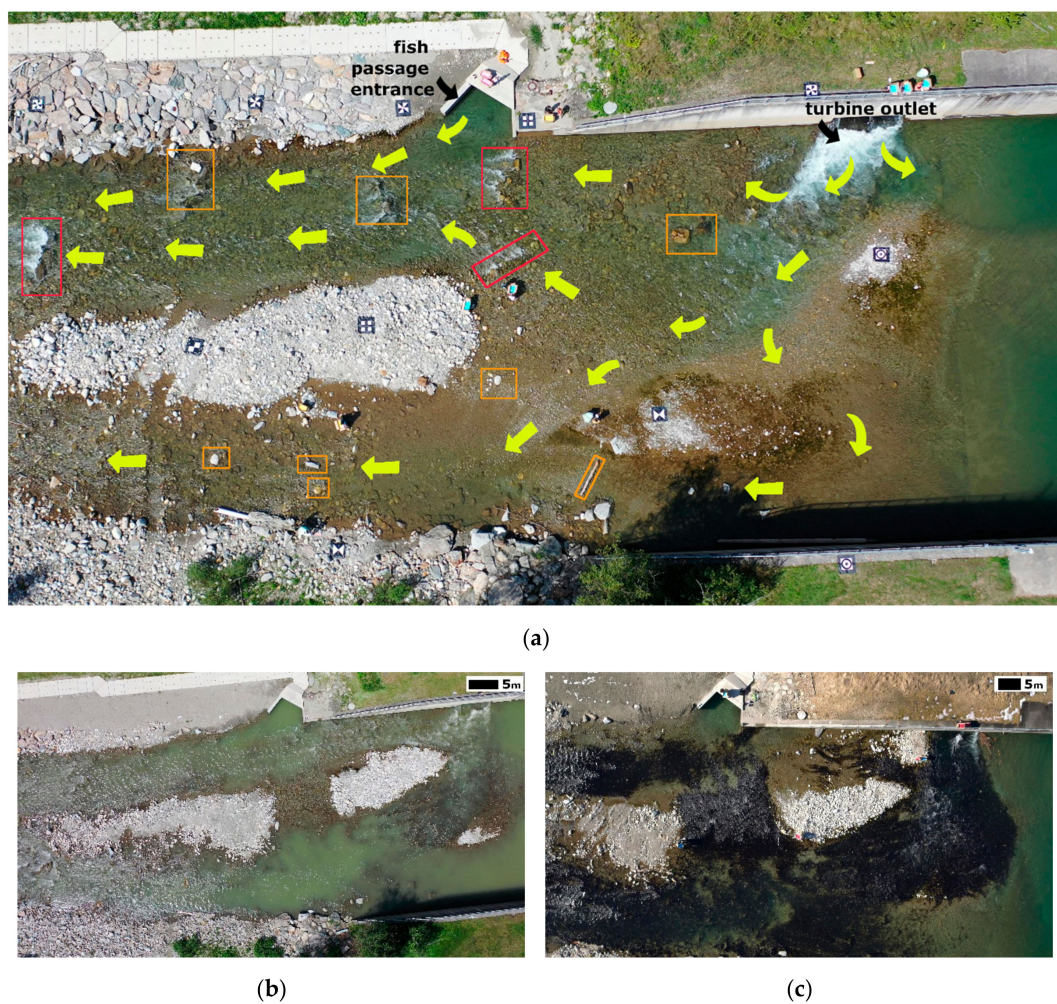 fish
passage
entrance
turbine outlet
(a)
5m
5m
(b)
(c)